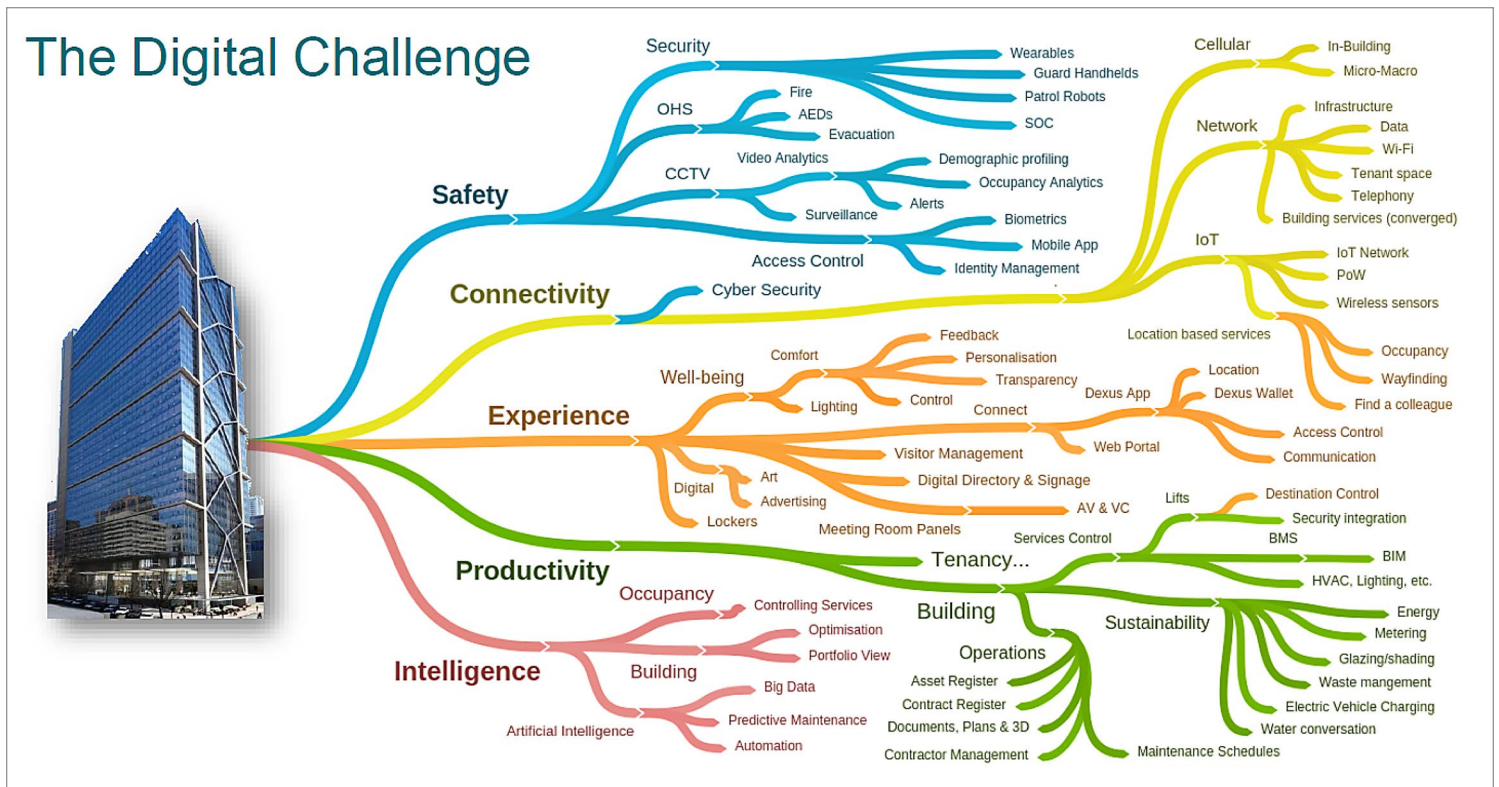 The Digital Challenge
Safety
Security
Wearables
Guard Handhelds
Patrol Robots
SOC
OHS
Fire
AEDs
Evacuation
CCTV
Video Analytics
Demographic profiling
Occupancy Analytics
Alerts
Surveillance
Access Control
Biometrics
Mobile App
Identity Management
Connectivity
Cyber Security
Cellular
In-Building
Micro-Macro
Network
Infrastructure
Data
Wi-Fi
Tenant space
Telephony
Building services (converged)
IoT
IoT Network
PoW
Wireless sensors
Location based services
Occupancy
Wayfinding
Find a colleague
Experience
Well-being
Comfort
Feedback
Personalisation
Transparency
Control
Lighting
Connect
Dexus App
Location
Dexus Wallet
Access Control
Communication
Web Portal
Visitor Management
Digital Directory & Signage
Meeting Room Panels
AV & VC
Digital
Art
Advertising
Lockers
Productivity
Tenancy...
Building
Services Control
Lifts
Destination Control
Security integration
BMS
BIM
HVAC, Lighting, etc.
Sustainability
Energy
Metering
Glazing/shading
Waste mangement
Electric Vehicle Charging
Water conversation
Operations
Asset Register
Contract Register
Documents, Plans & 3D
Contractor Management
Maintenance Schedules
Intelligence
Occupancy
Controlling Services
Building
Optimisation
Portfolio View
Artificial Intelligence
Big Data
Predictive Maintenance
Automation